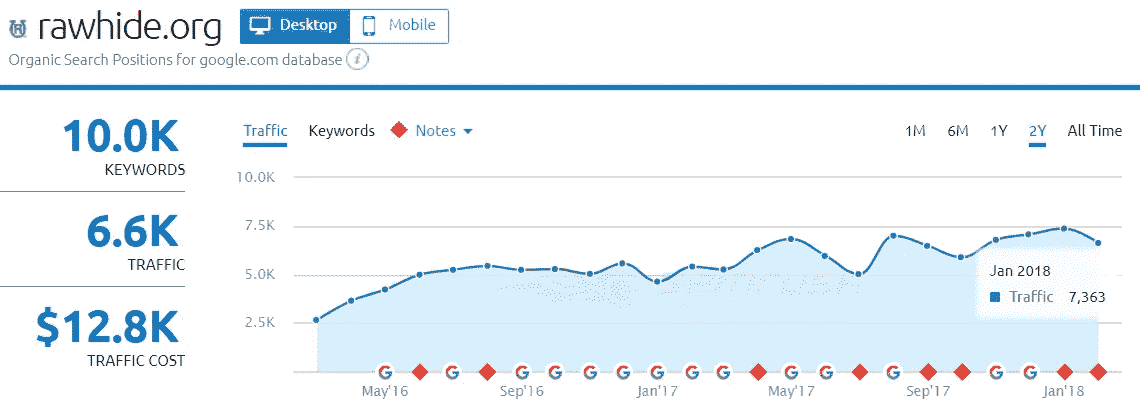 rawhide.org
Desktop
Mobile
Organic Search Positions for google.com database
10.0K
KEYWORDS
6.6K
TRAFFIC
$12.8K
TRAFFIC COST
Traffic Keywords Notes
1M 6M 1Y 2Y All Time
10.0K
7.5K
5.0K
2.5K
Jan 2018
Traffic 7,363
May'16 Sep'16 Jan'17 May'17 Sep'17 Jan'18